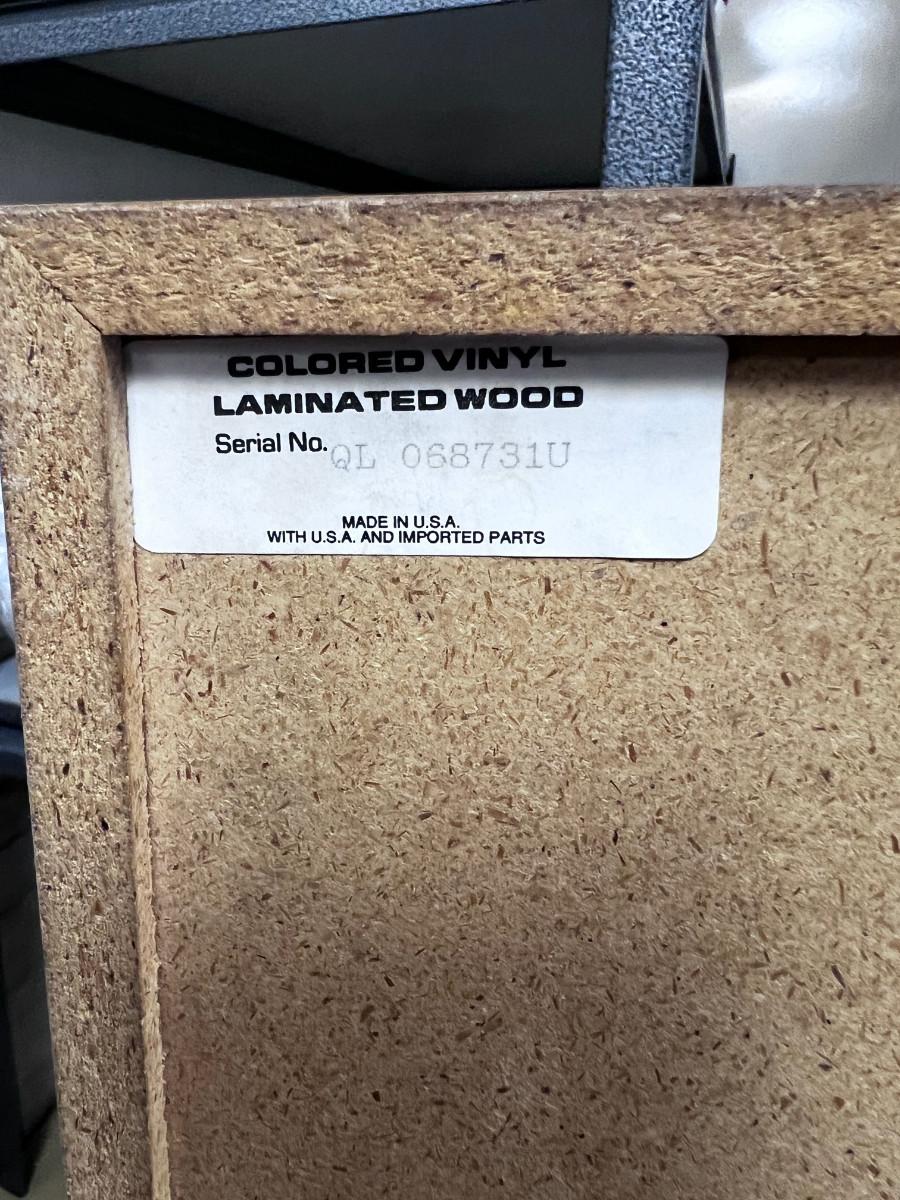 COLORED VINYL
LAMINATED WOOD
Serial No. QL 068731U
MADE IN U.S.A.
WITH U.S.A. AND IMPORTED PARTS